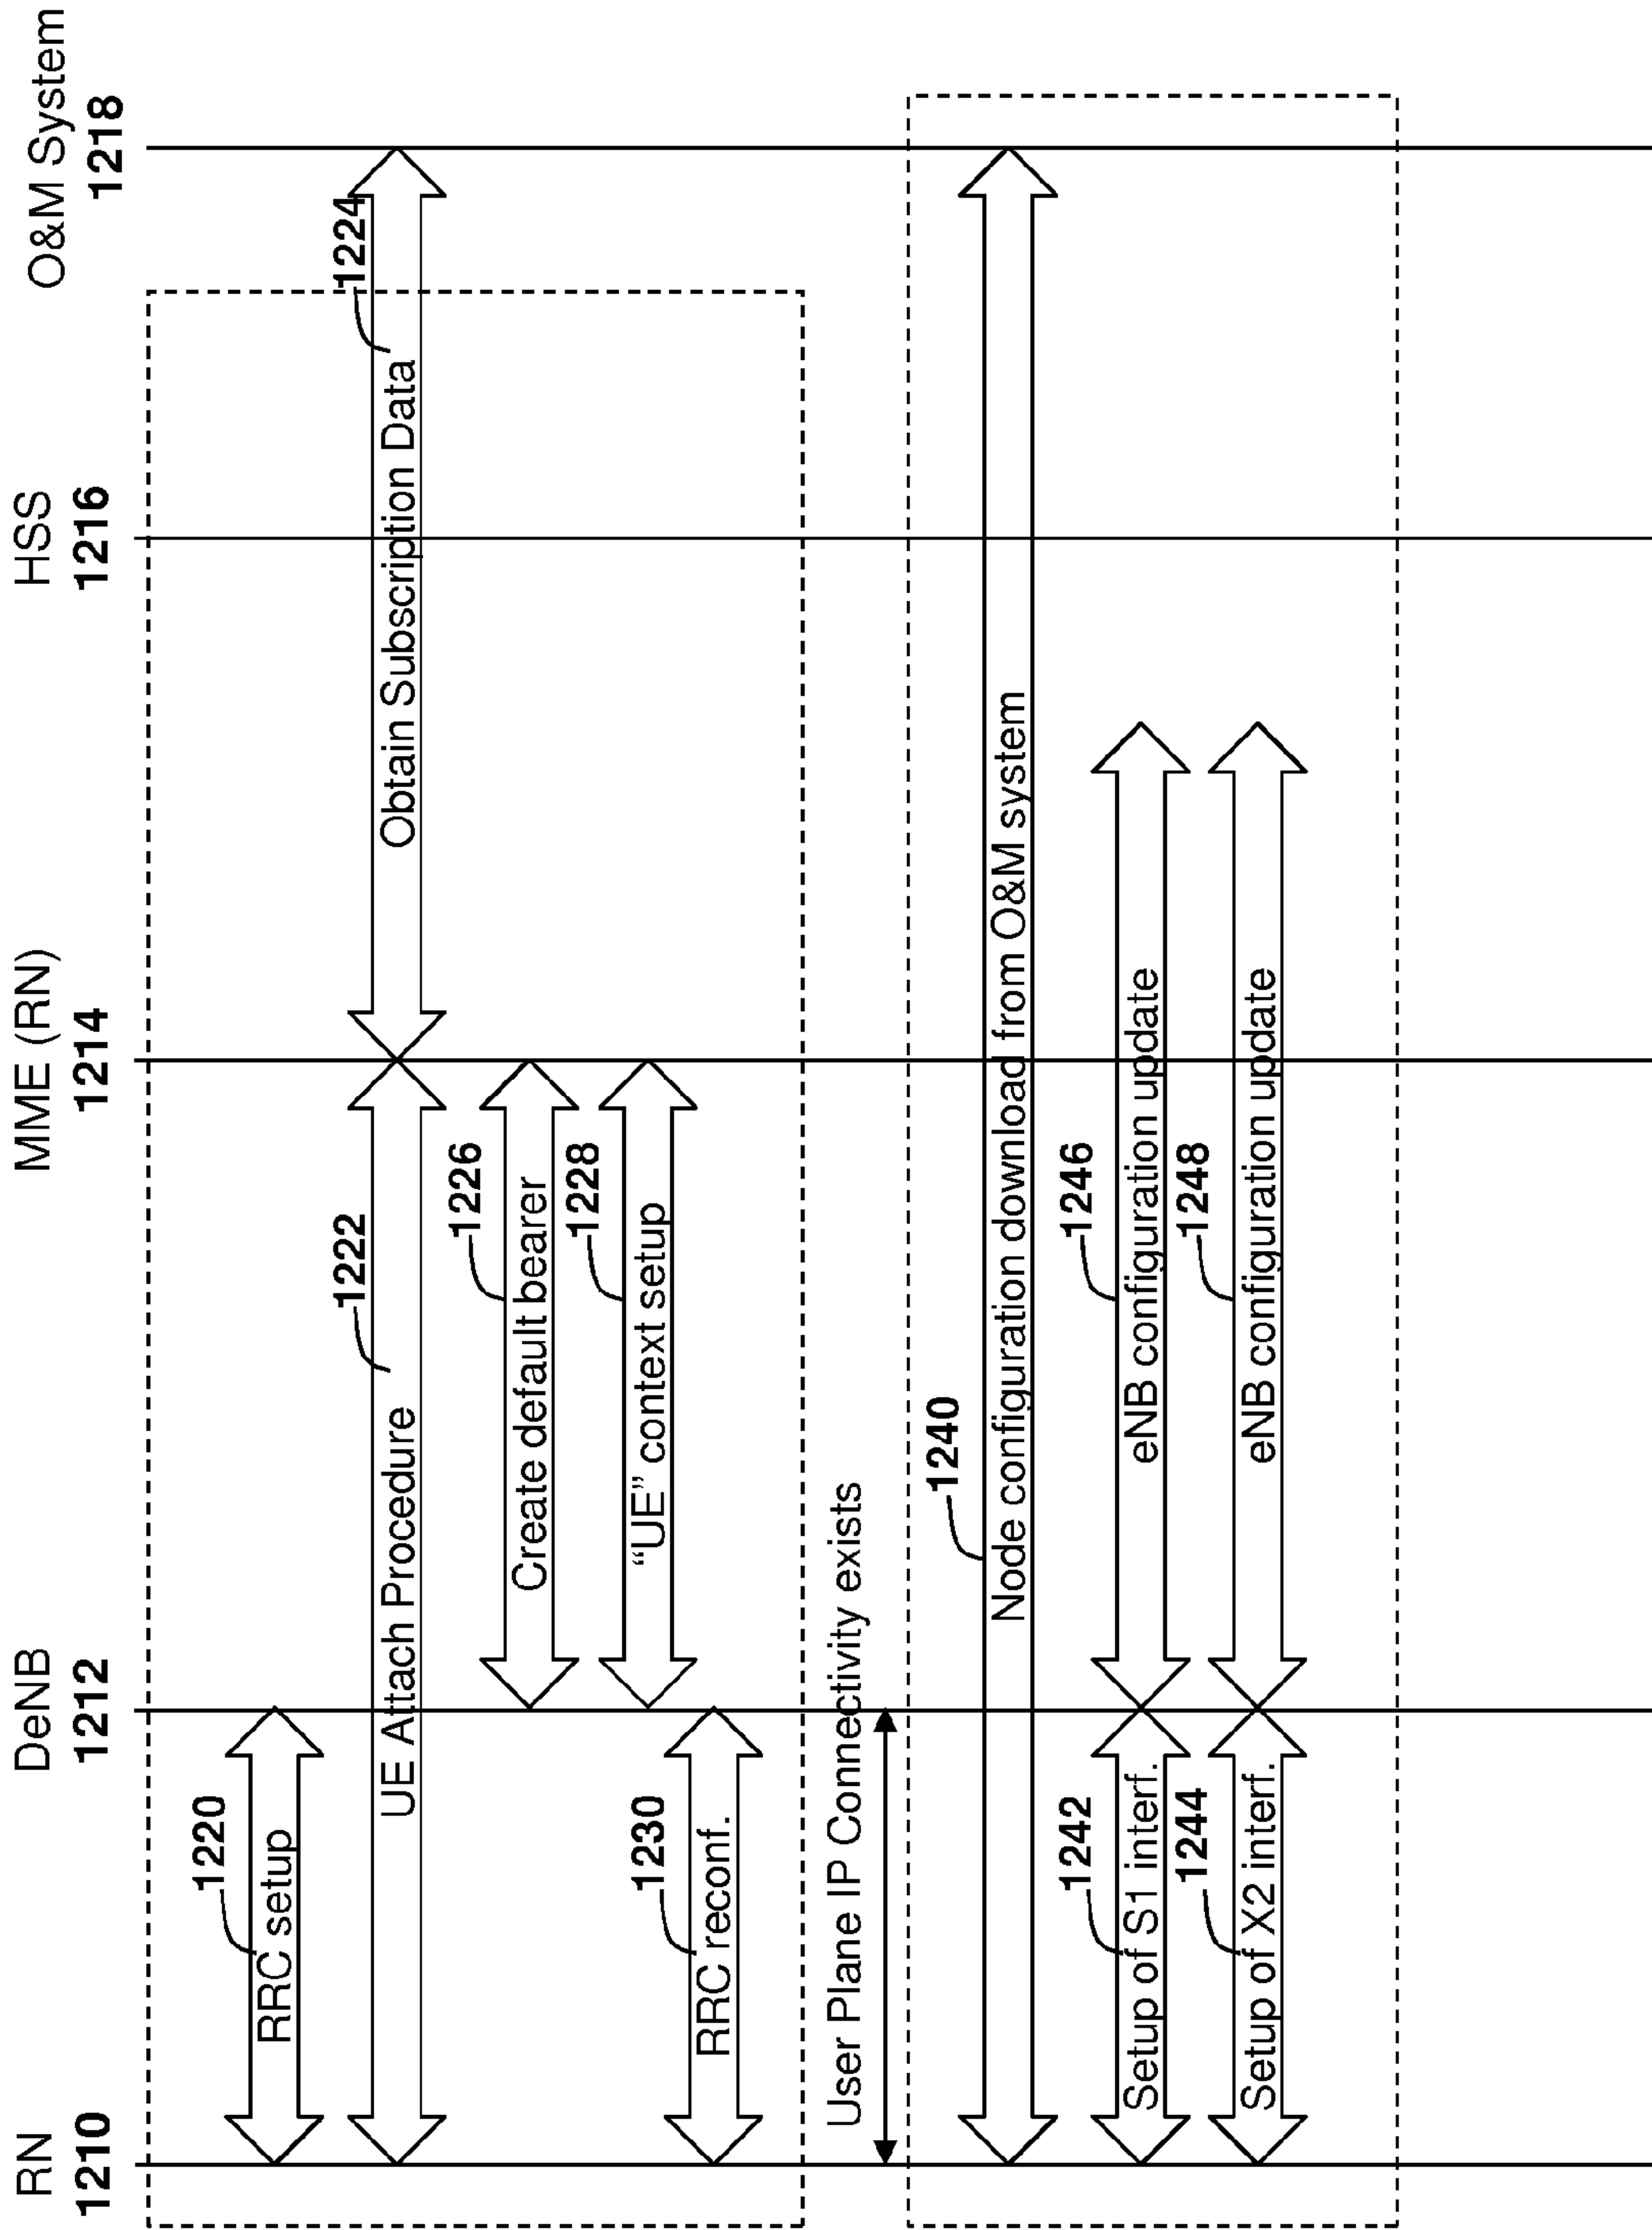 RN
1210
DeNB
1212
MME (RN)
1214
HSS
1216
O&M System
1218
1220
RRC setup
1222
UE Attach Procedure
1224
Obtain Subscription Data
1226
Create default bearer
1228
“UE” context setup
1230
RRC reconf.
User Plane IP Connectivity exists
1240
Node configuration download from O&M system
1242
Setup of S1 interf.
1246
eNB configuration update
1244
Setup of X2 interf.
1248
eNB configuration update